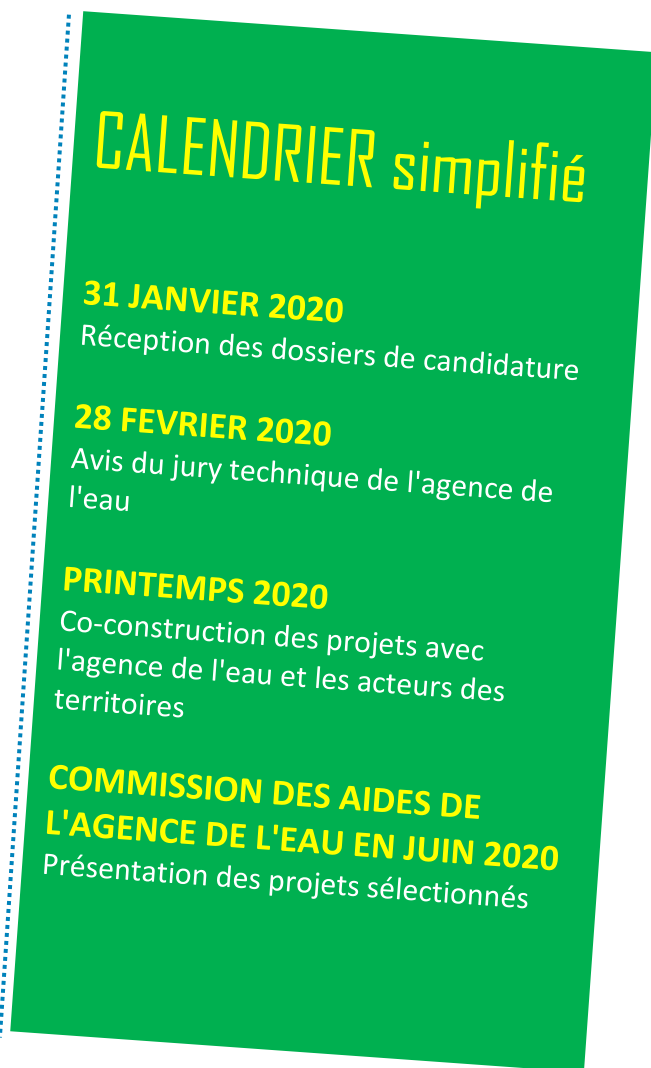 CALENDRIER simplifié
31 JANVIER 2020
Réception des dossiers de candidature
28 FEVRIER 2020
Avis du jury technique de l'agence de
l'eau
PRINTEMPS 2020
Co-construction des projets avec
l'agence de l'eau et les acteurs des
territoires
COMMISSION DES AIDES DE
L'AGENCE DE L'EAU EN JUIN 2020
Présentation des projets sélectionnés